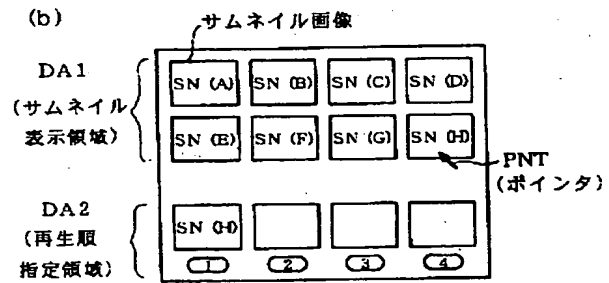 (b)
サムネイル画像
DA1
(サムネイル
表示領域)
SN (A) SN (B) SN (C) SN (D)
SN (E) SN (F) SN (G) SN (H)
PNT
(ポインタ)
DA2
(再生順
指定領域)
SN (H)
1 2 3 4